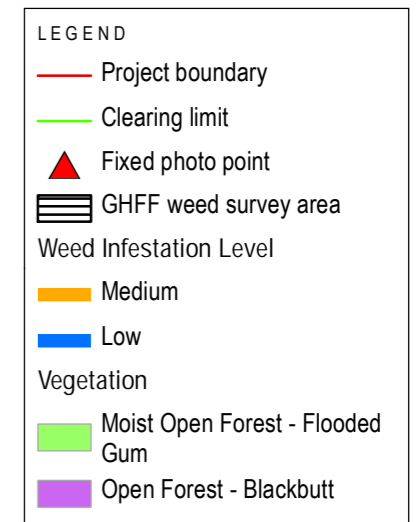 LEGEND
Project boundary
Clearing limit
Fixed photo point
GHFF weed survey area
Weed Infestation Level
Medium
Low
Vegetation
Moist Open Forest - Flooded
Gum
Open Forest - Blackbutt